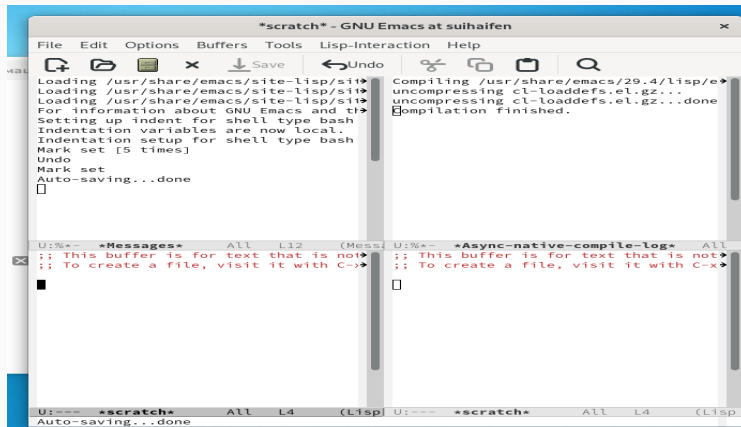 *scratch* - GNU Emacs at suihaifen
File Edit Options Buffers Tools Lisp-Interaction Help
Save Undo
Loading /usr/share/emacs/site-lisp/sit
Loading /usr/share/emacs/site-lisp/sit
Loading /usr/share/emacs/site-lisp/sit
For information about GNU Emacs and th
Setting up indent for shell type bash
Indentation variables are now local.
Indentation setup for shell type bash
Mark set [5 times]
Undo
Mark set
Auto-saving...done
U:%*- *Messages* All L12 (Messa
Compiling /usr/share/emacs/29.4/lisp/e
uncompressing cl-loaddefs.el.gz...
uncompressing cl-loaddefs.el.gz...done
Compilation finished.
U:%*- *Async-native-compile-log* All
;; This buffer is for text that is not
;; To create a file, visit it with C-x
U:--- *scratch* All L4 (Lisp
;; This buffer is for text that is not
;; To create a file, visit it with C-x
U:--- *scratch* All L4 (Lisp
Auto-saving...done